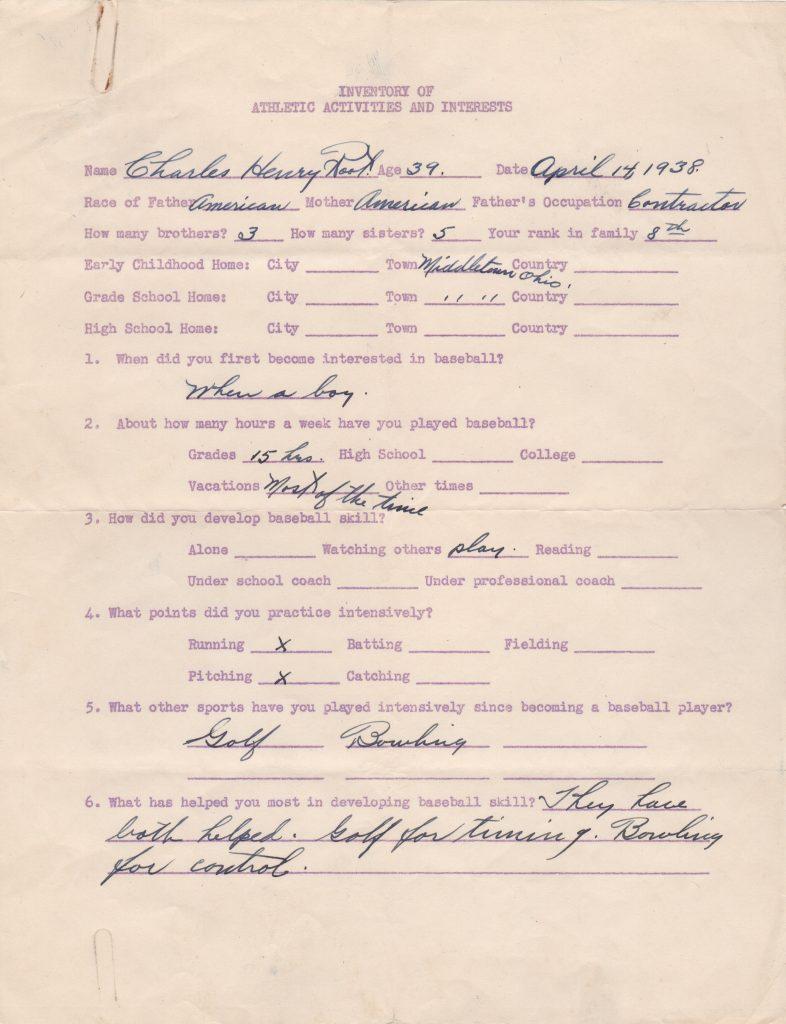 INVENTORY OF
ATHLETIC ACTIVITIES AND INTERESTS
Name Charles Henry Root. Age 39. Date April 14, 1938.
Race of Father American Mother American Father's Occupation Contractor
How many brothers? 3 How many sisters? 5 Your rank in family 8th
Early Childhood Home: City Town Middletown Ohio. Country
Grade School Home: City Town " " Country
High School Home: City Town Country
1. When did you first become interested in baseball?
When a boy.
2. About how many hours a week have you played baseball?
Grades 15 hrs. High School College
Vacations Most of the time Other times
3. How did you develop baseball skill?
Alone Watching others play. Reading
Under school coach Under professional coach
4. What points did you practice intensively?
Running X Batting Fielding
Pitching X Catching
5. What other sports have you played intensively since becoming a baseball player?
Golf Bowling
6. What has helped you most in developing baseball skill? They have
both helped. Golf for timing. Bowling
for control.